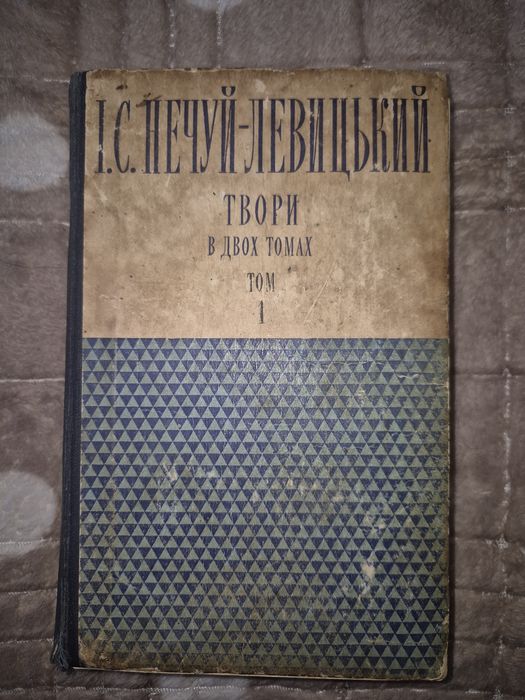 І.С. НЕЧУЙ-ЛЕВИЦЬКИЙ
ТВОРИ
В ДВОХ ТОМАХ
ТОМ
1